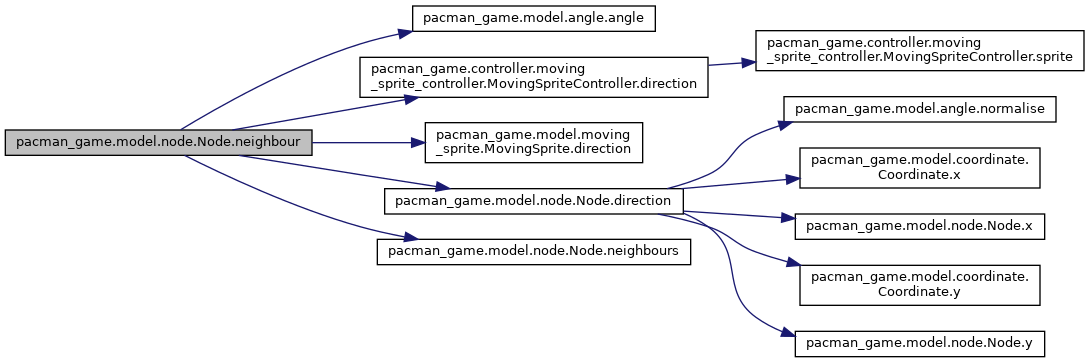 pacman_game.model.node.Node.neighbour
pacman_game.model.angle.angle
pacman_game.controller.moving
_sprite_controller.MovingSpriteController.direction
pacman_game.controller.moving
_sprite_controller.MovingSpriteController.sprite
pacman_game.model.moving
_sprite.MovingSprite.direction
pacman_game.model.node.Node.direction
pacman_game.model.angle.normalise
pacman_game.model.coordinate.
Coordinate.x
pacman_game.model.node.Node.x
pacman_game.model.coordinate.
Coordinate.y
pacman_game.model.node.Node.y
pacman_game.model.node.Node.neighbours